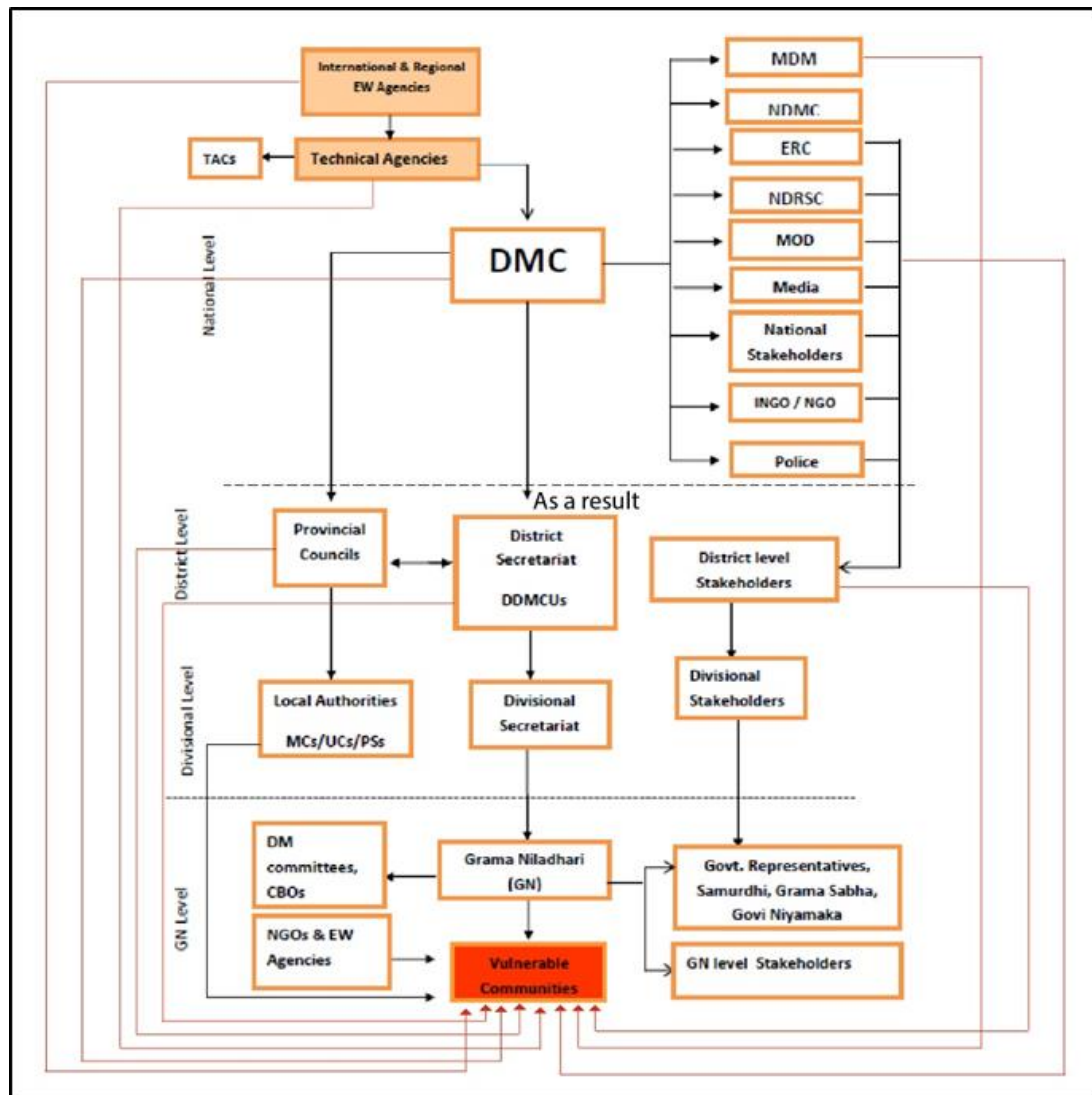 International & Regional
EW Agencies
TACs
Technical Agencies
DMC
MDM
NDMC
ERC
NDRSC
MOD
Media
National
Stakeholders
INGO / NGO
Police
National Level
As a result
Provincial
Councils
District
Secretariat
DDMCUs
District level
Stakeholders
District Level
Local Authorities
MCs/UCs/PSs
Divisional
Secretariat
Divisional
Stakeholders
Divisional Level
DM
committees,
CBOs
Grama Niladhari
(GN)
Govt. Representatives,
Samurdhi, Grama Sabha,
Govi Niyamaka
NGOs & EW
Agencies
Vulnerable
Communities
GN level Stakeholders
GN Level